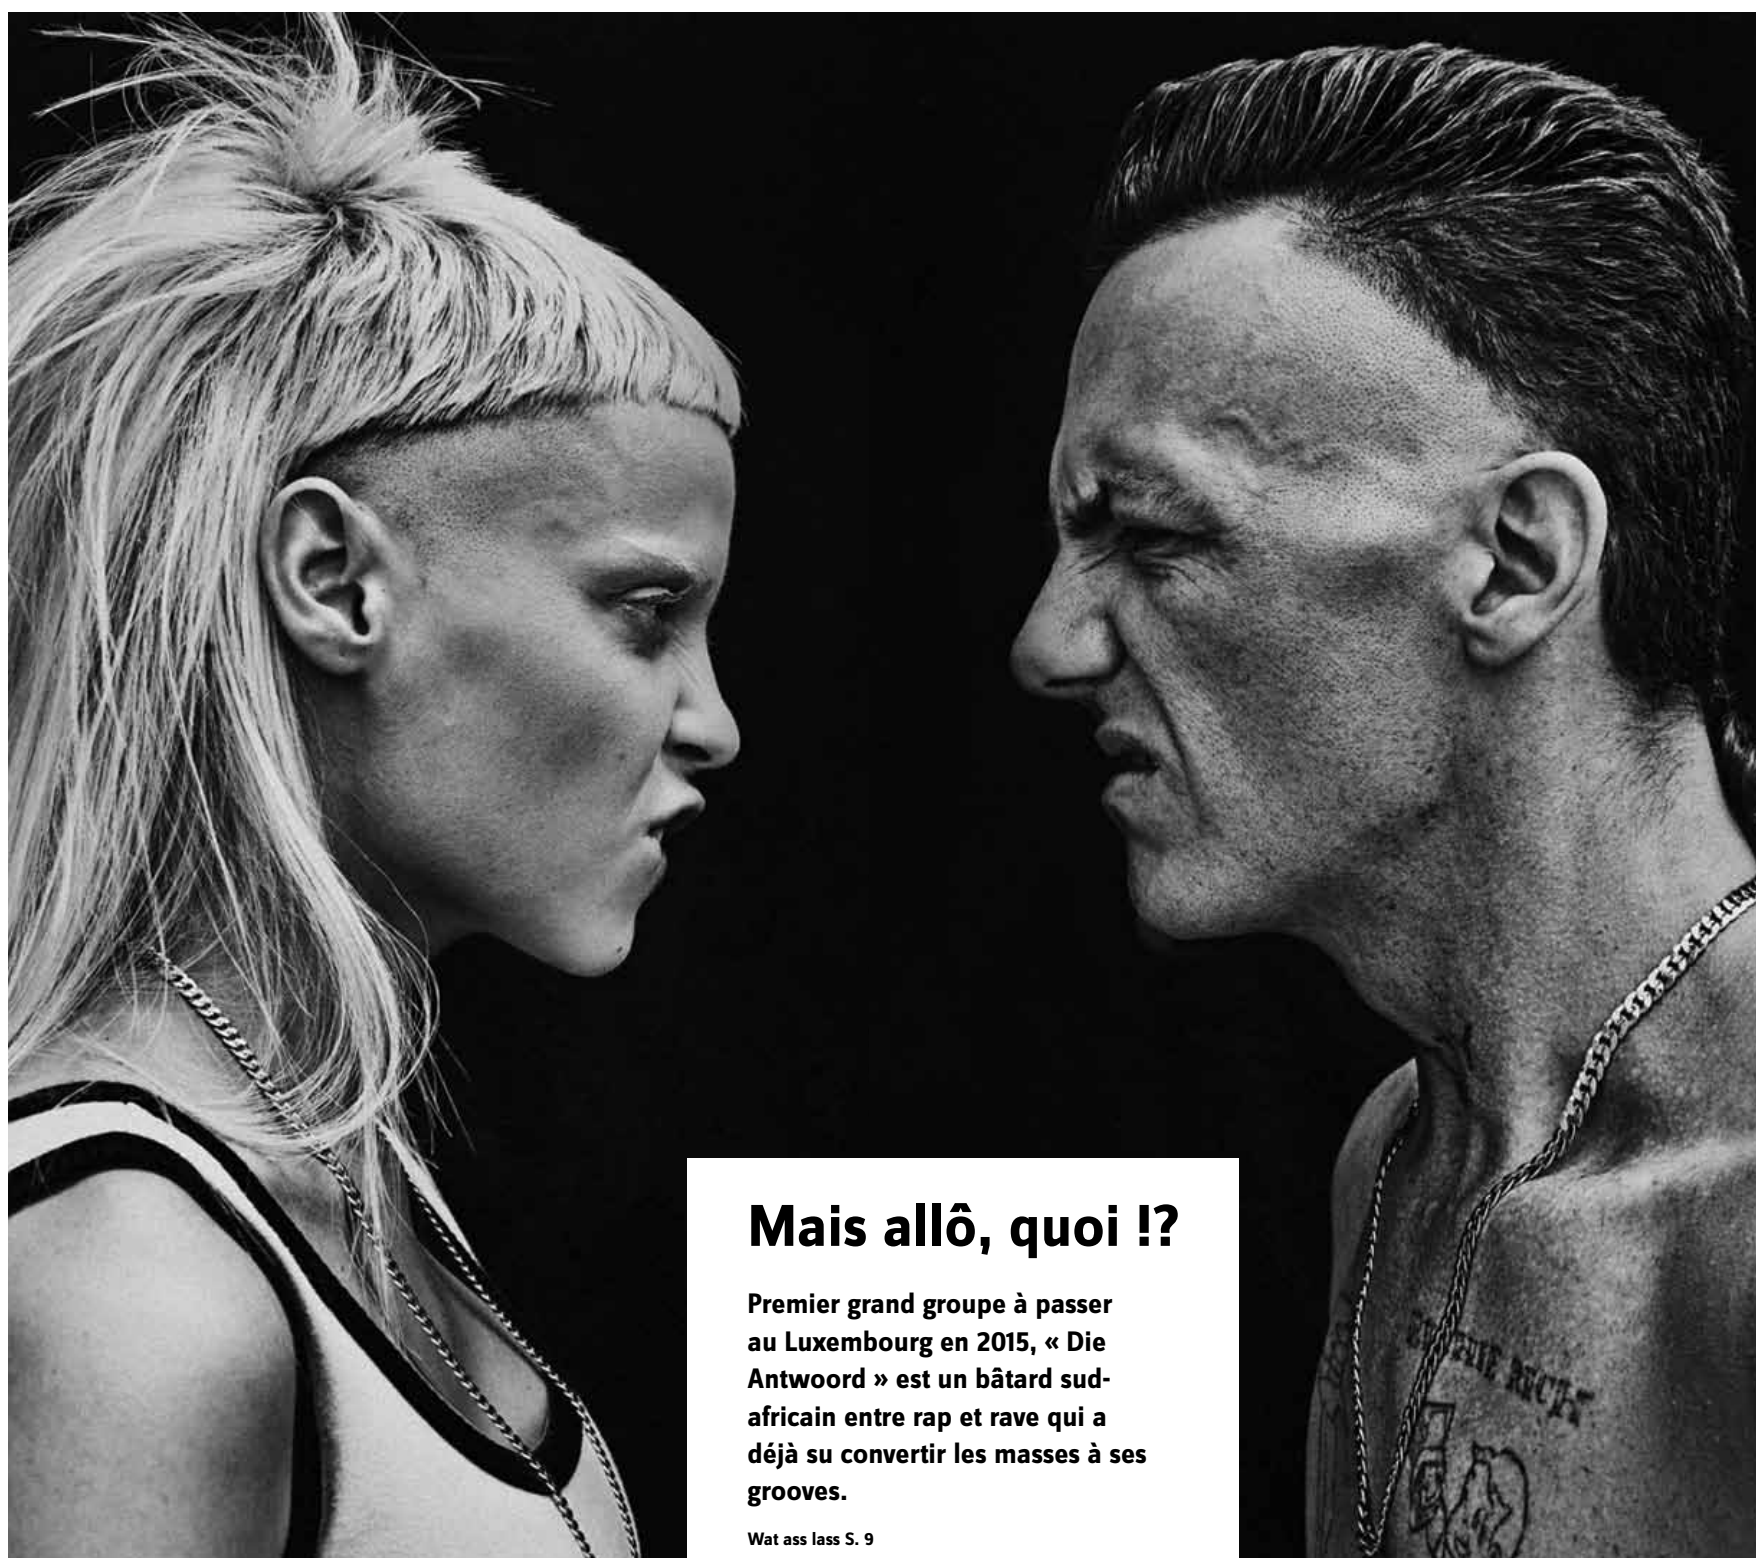 Mais allô, quoi !?
Premier grand groupe à passer
au Luxembourg en 2015, « Die
Antwoord » est un bâtard sud-
africain entre rap et rave qui a
déjà su convertir les masses à ses
grooves.
Wat ass lass S. 9